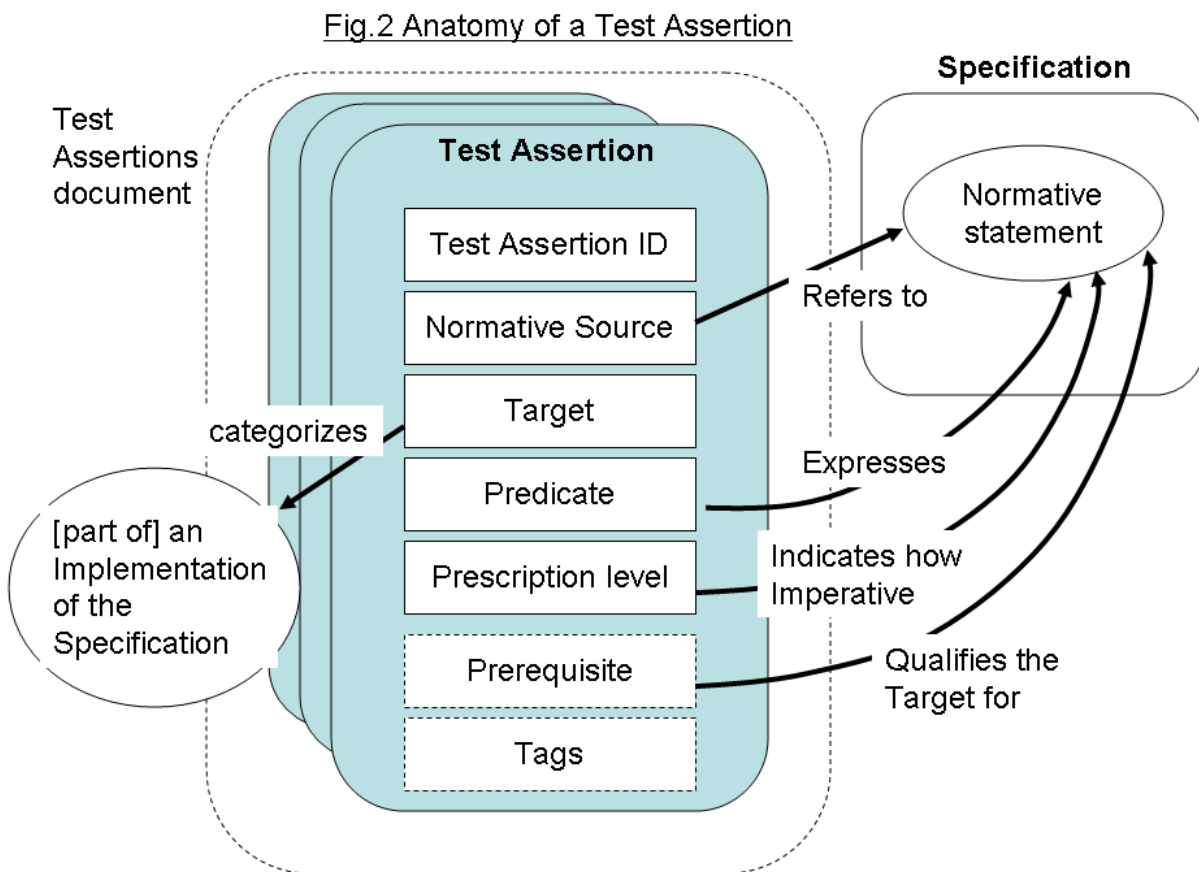 Fig.2 Anatomy of a Test Assertion
Specification
Test
Assertions
document
Test Assertion
Normative
statement
Test Assertion ID
Refers to
Normative Source
categorizes
Target
Expresses
Predicate
[part of] an
Implementation
of the
Specification
Indicates how
Imperative
Prescription level
Prerequisite
Qualifies the
Target for
Tags